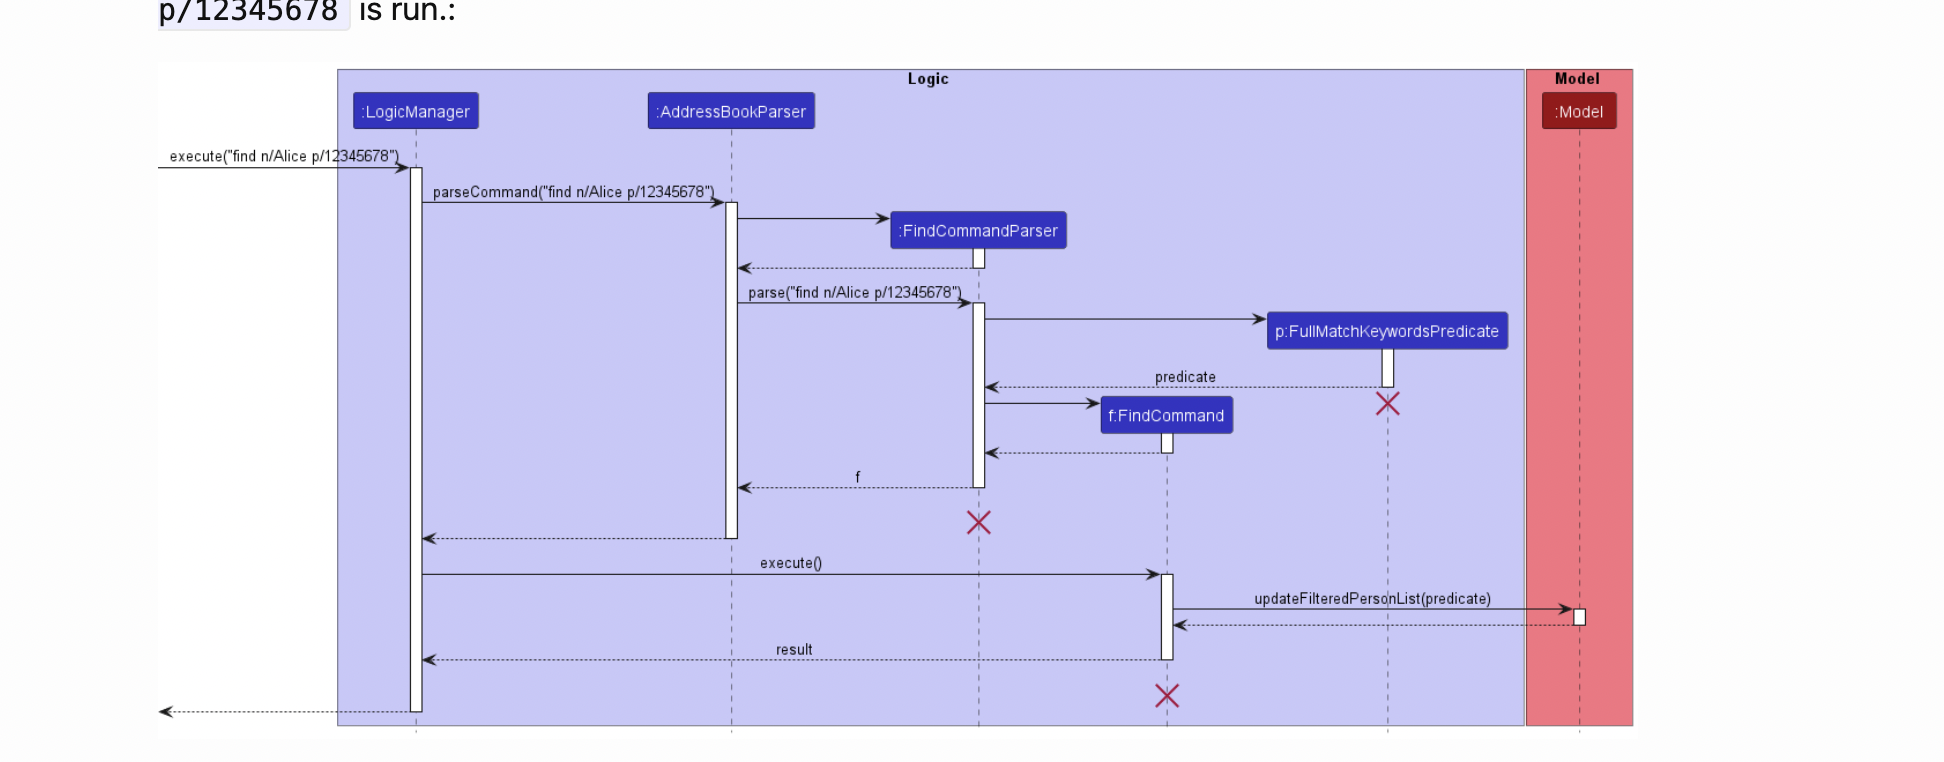 p/12345678 is run.:
Logic
Model
:LogicManager
:AddressBookParser
:Model
execute("find n/Alice p/12345678")
parseCommand("find n/Alice p/12345678")
:FindCommandParser
parse("find n/Alice p/12345678")
p:FullMatchKeywordsPredicate
predicate
f:FindCommand
f
execute()
updateFilteredPersonList(predicate)
result